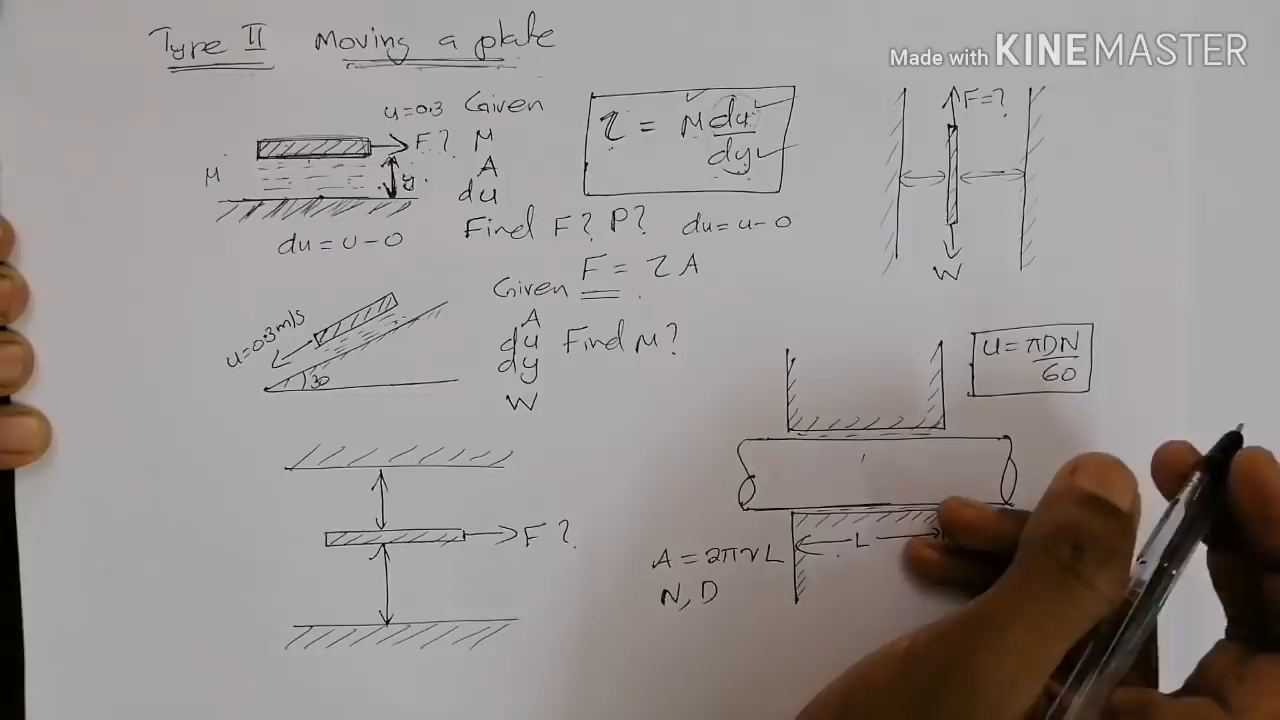 Type II Moving a plate
Made with KINEMASTER
u=0.3 Given
F? M
M
y
A
du
du = u-0
Find F? P? du = u-0
F = τA
τ = M du/dy
F=?
W
u=0.3m/s
30
Given
A
du
dy
W
Find M?
F?
u = πDN/60
L
A = 2πrL
N, D